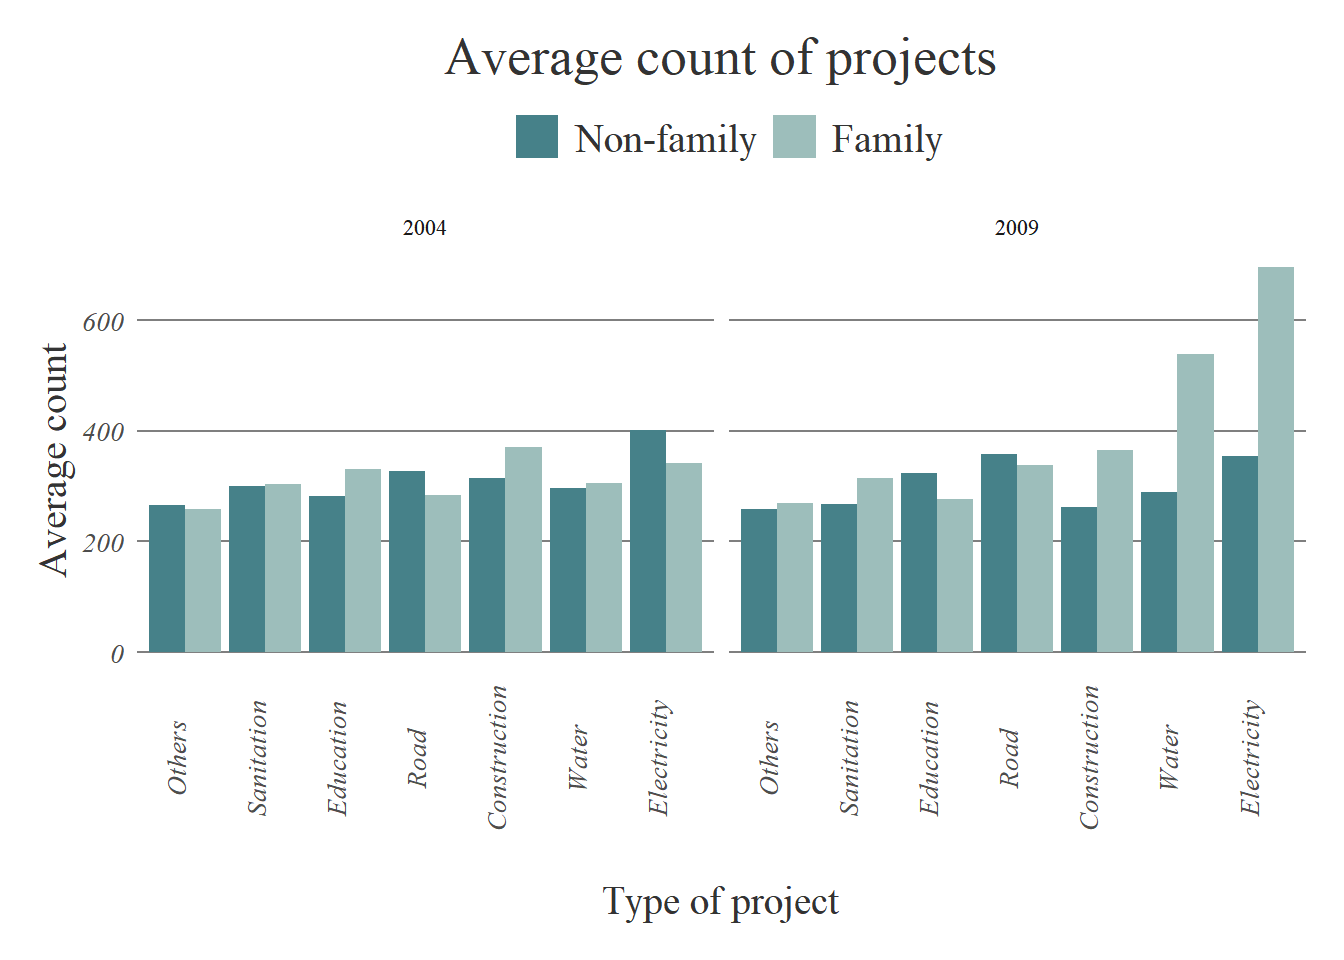 Average count of projects
Non-family Family
2004 2009
Average count
600
400
200
0
Others Sanitation Education Road Construction Water Electricity Others Sanitation Education Road Construction Water Electricity
Type of project